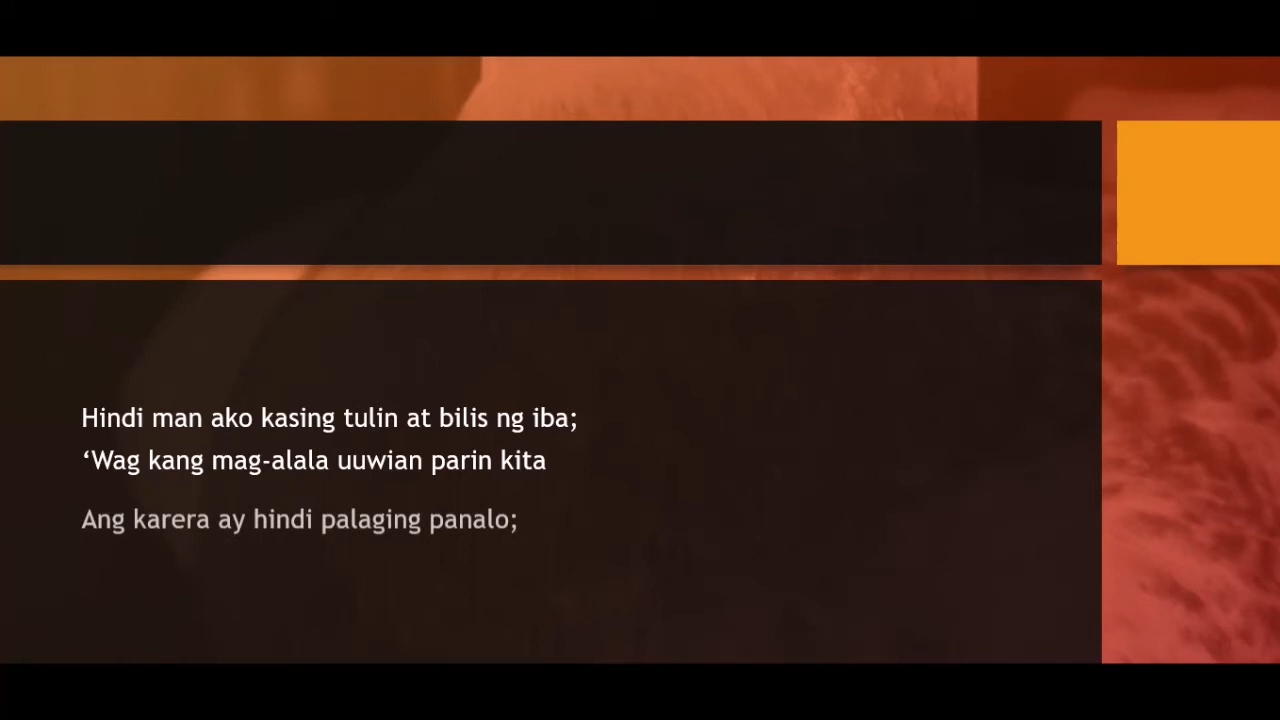 Hindi man ako kasing tulin at bilis ng iba;
‘Wag kang mag-alala uuwian parin kita
Ang karera ay hindi palaging panalo;